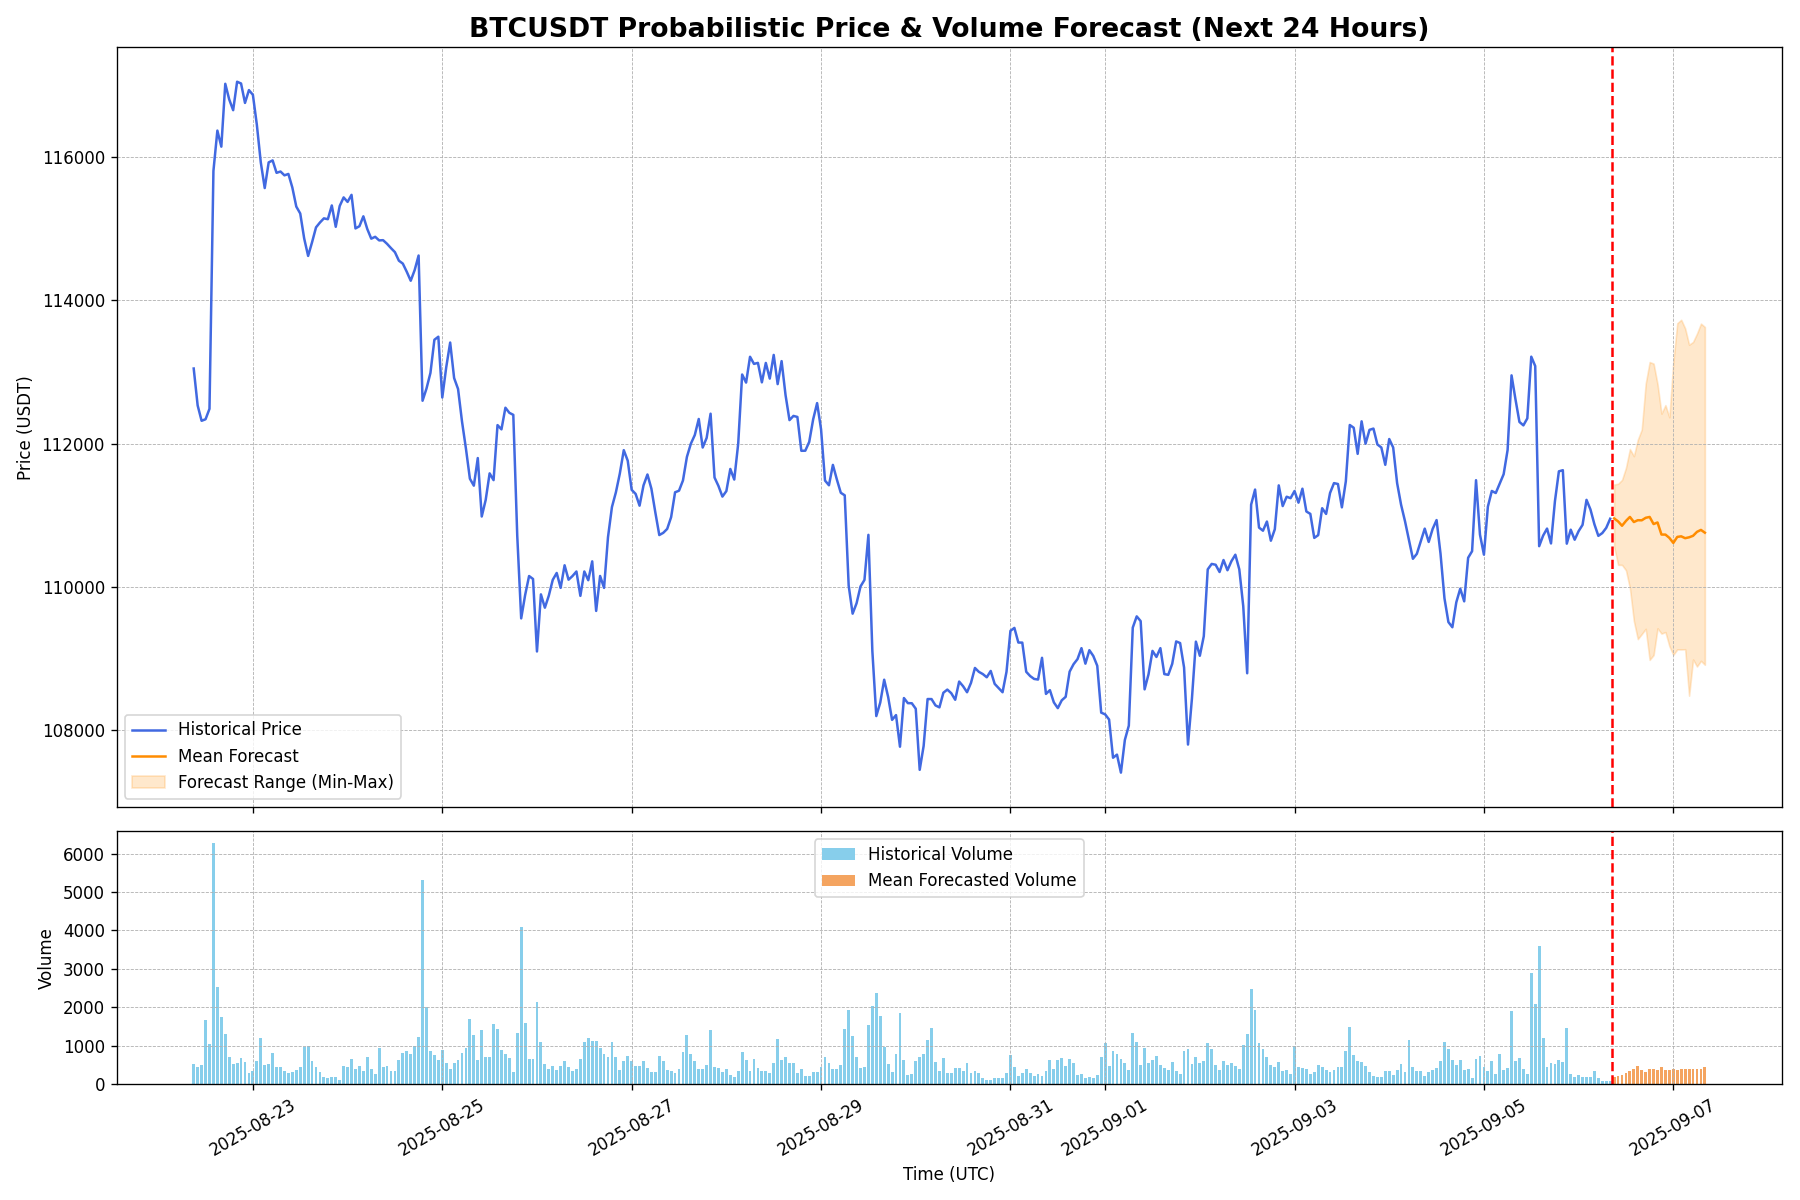 BTCUSDT Probabilistic Price & Volume Forecast (Next 24 Hours)
Price (USDT)
116000
114000
112000
110000
108000
Historical Price
Mean Forecast
Forecast Range (Min-Max)
Volume
6000
5000
4000
3000
2000
1000
0
Historical Volume
Mean Forecasted Volume
2025-08-23
2025-08-25
2025-08-27
2025-08-29
2025-08-31
2025-09-01
2025-09-03
2025-09-05
2025-09-07
Time (UTC)